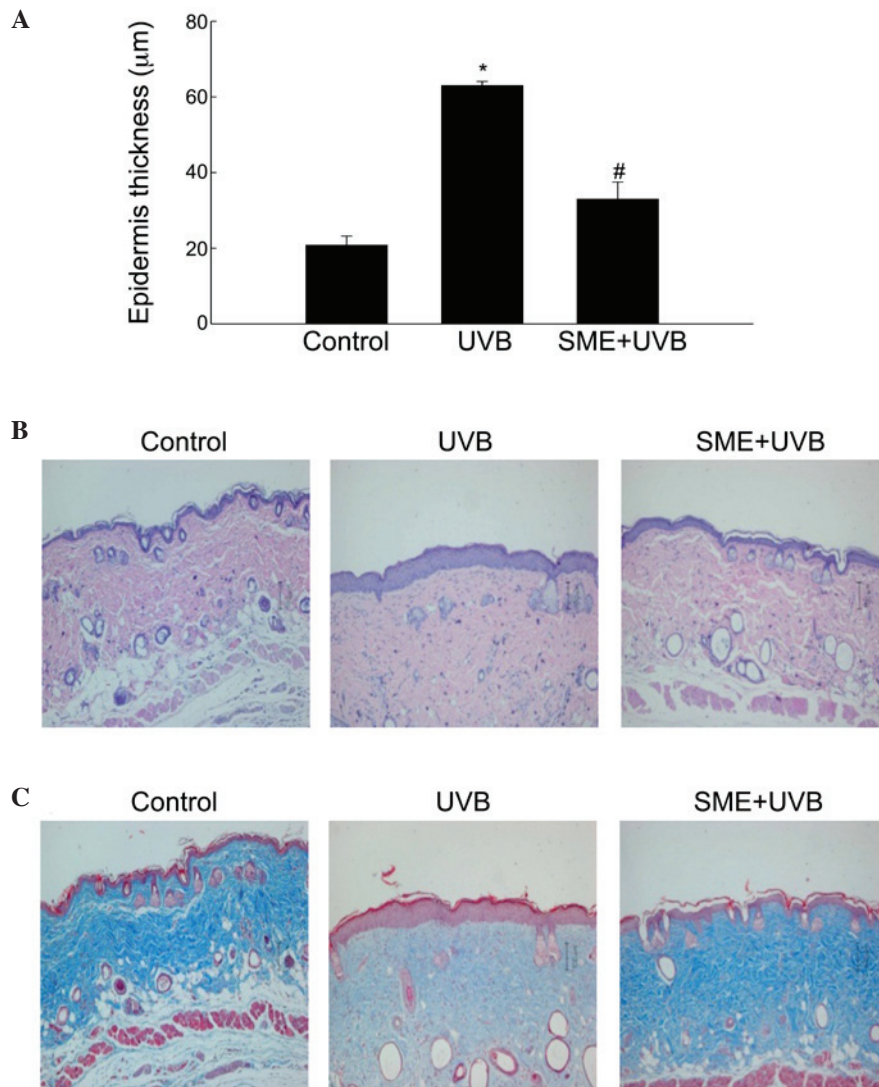 A
Epidermis thickness (μm)
80
*
60
40
#
20
0
Control UVB SME+UVB
B
Control UVB SME+UVB
C
Control UVB SME+UVB